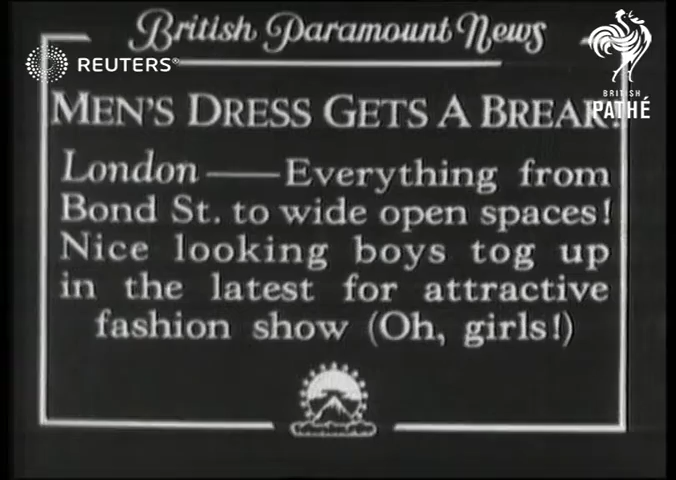 British Paramount News
REUTERS®
BRITISH
PATHÉ
MEN'S DRESS GETS A BREAK!
London — Everything from
Bond St. to wide open spaces!
Nice looking boys tog up
in the latest for attractive
fashion show (Oh, girls!)